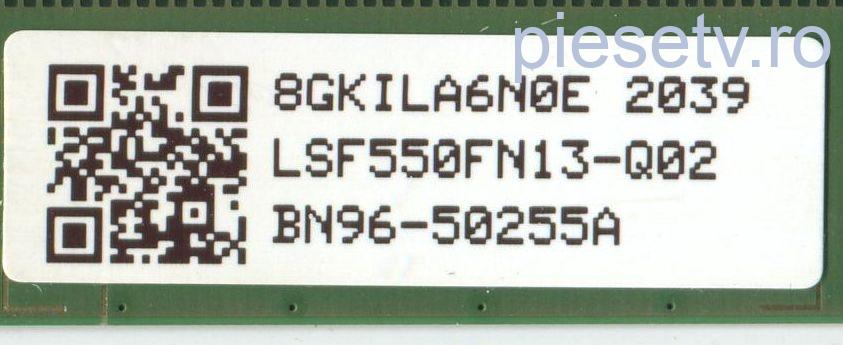 piesetv.ro
8GKILA6N0E 2039
LSF550FN13-Q02
BN96-50255A